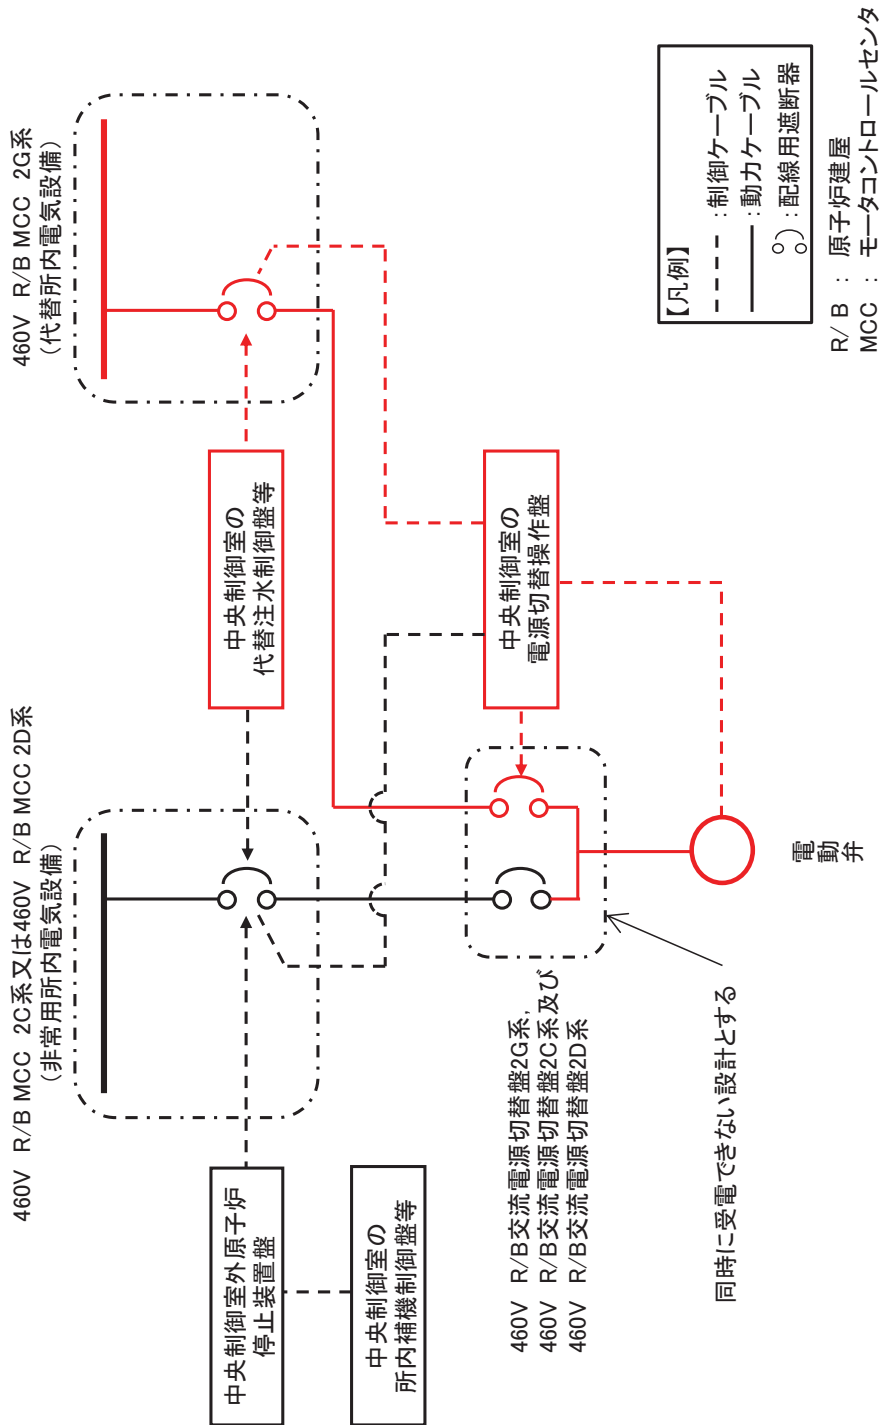 460V R/B MCC 2C系又は460V R/B MCC 2D系
(非常用所内電気設備)
460V R/B MCC 2G系
(代替所内電気設備)
中央制御室外原子炉
停止装置盤
中央制御室の
所内補機制御盤等
中央制御室の
代替注水制御盤等
中央制御室の
電源切替操作盤
460V R/B交流電源切替盤2G系,
460V R/B交流電源切替盤2C系及び
460V R/B交流電源切替盤2D系
同時に受電できない設計とする
電動弁
【凡例】
:制御ケーブル
:動力ケーブル
:配線用遮断器
R/B : 原子炉建屋
MCC : モータコントロールセンタ